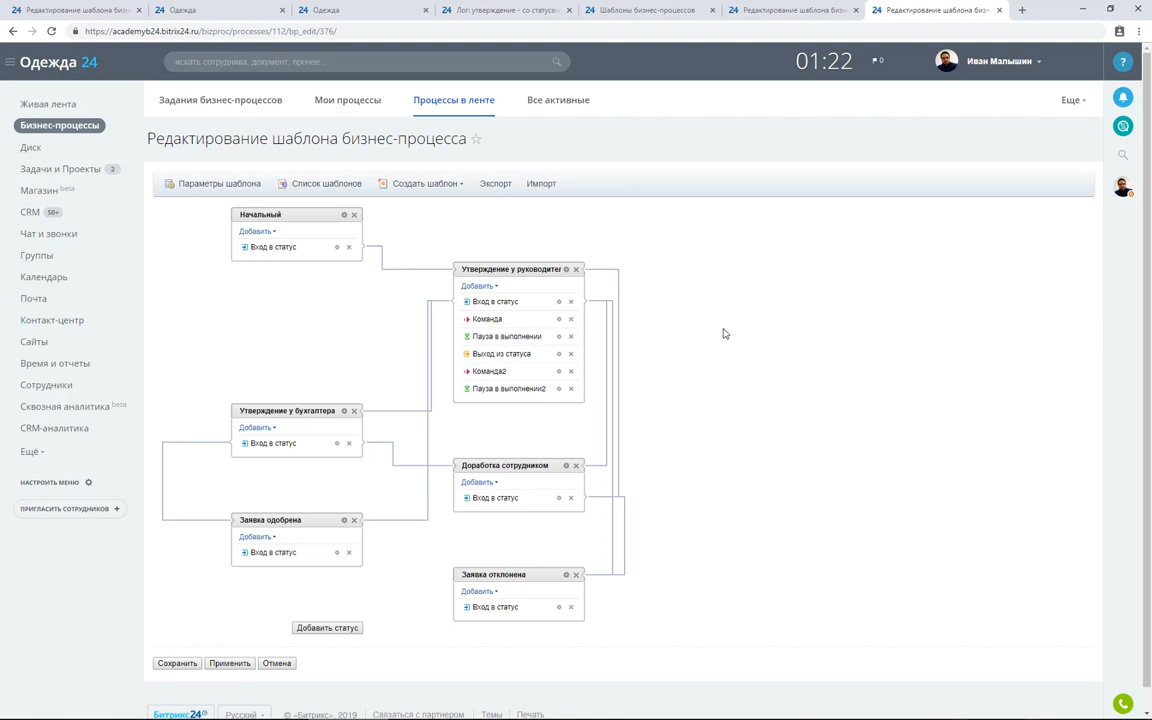 Редактирование шаблона бизн
Одежда
Одежда
Лог: утверждение - со статусам
Шаблоны бизнес-процессов
Редактирование шаблона бизн
Редактирование шаблона бизн
https://academyb24.bitrix24.ru/bizproc/processes/112/bp_edit/376/
Одежда 24
искать сотрудника, документ, прочее...
01:22
0
Иван Малышин
?
Живая лента
Бизнес-процессы
Диск
Задачи и Проекты 2
Магазин beta
CRM 50+
Чат и звонки
Группы
Календарь
Почта
Контакт-центр
Сайты
Время и отчеты
Сотрудники
Сквозная аналитика beta
CRM-аналитика
Ещё
НАСТРОИТЬ МЕНЮ
ПРИГЛАСИТЬ СОТРУДНИКОВ +
Задания бизнес-процессов
Мои процессы
Процессы в ленте
Все активные
Еще
Редактирование шаблона бизнес-процесса
Параметры шаблона
Список шаблонов
Создать шаблон
Экспорт
Импорт
Начальный
Добавить
Вход в статус
Утверждение у руководител
Добавить
Вход в статус
Команда
Пауза в выполнении
Выход из статуса
Команда2
Пауза в выполнении2
Утверждение у бухгалтера
Добавить
Вход в статус
Доработка сотрудником
Добавить
Вход в статус
Заявка одобрена
Добавить
Вход в статус
Заявка отклонена
Добавить
Вход в статус
Добавить статус
Сохранить
Применить
Отмена
Битрикс24
Русский
© «Битрикс», 2019
Связаться с партнером
Темы
Печать